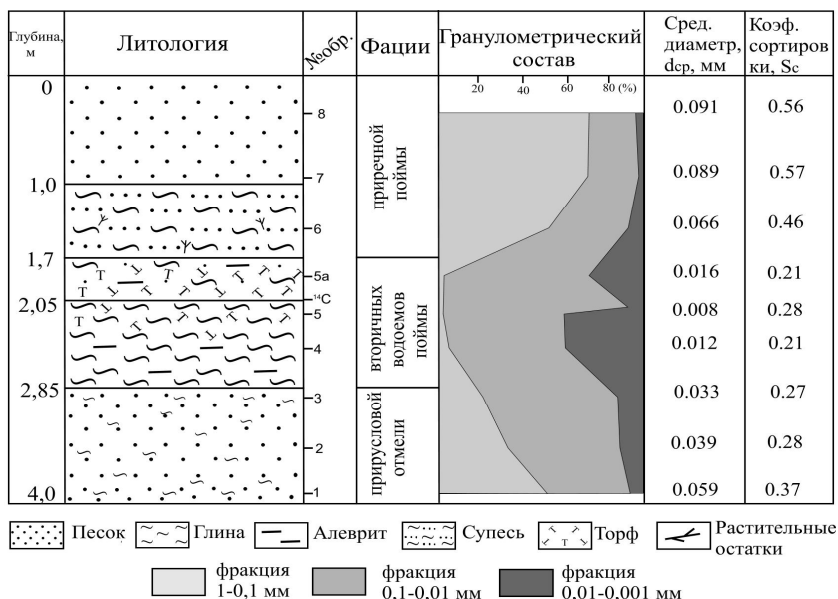 Глубина, м
Литология
№обр.
Фации
Гранулометрический
состав
Сред.
диаметр,
dср, мм
Коэф.
сортиров
ки, Sc
20 40 60 80 (%)
0
1,0
1,7
2,05
2,85
4,0
8
7
6
5а
¹⁴С
5
4
3
2
1
приречной
поймы
вторичных
водоемов
поймы
прирусловой
отмели
0.091 0.56
0.089 0.57
0.066 0.46
0.016 0.21
0.008 0.28
0.012 0.21
0.033 0.27
0.039 0.28
0.059 0.37
Песок Глина Алеврит Супесь Торф Растительные
остатки
фракция
1-0,1 мм
фракция
0,1-0,01 мм
фракция
0,01-0,001 мм